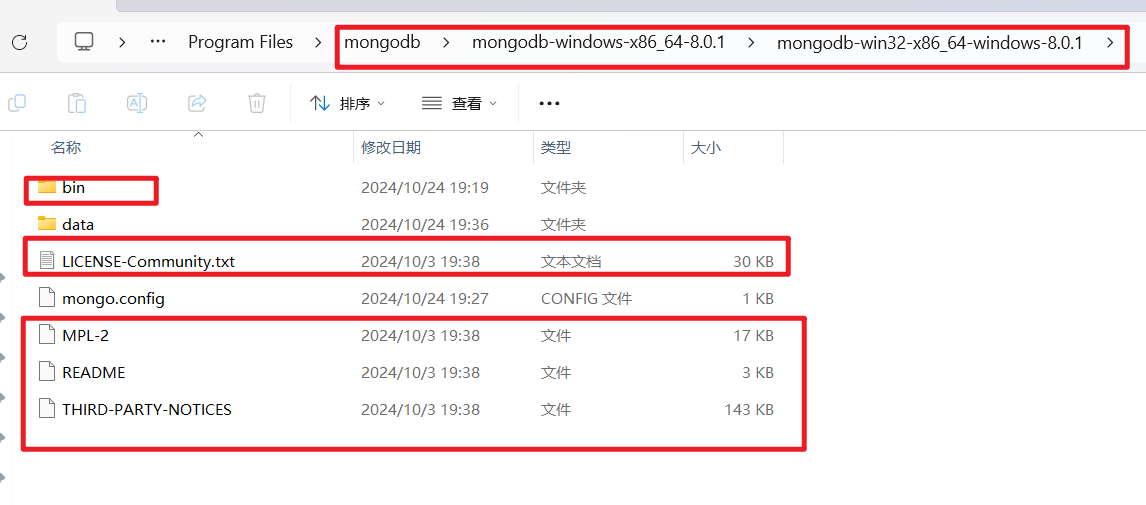 Program Files mongodb mongodb-windows-x86_64-8.0.1 mongodb-win32-x86_64-windows-8.0.1
排序 查看
名称 修改日期 类型 大小
bin 2024/10/24 19:19 文件夹
data 2024/10/24 19:36 文件夹
LICENSE-Community.txt 2024/10/3 19:38 文本文档 30 KB
mongo.config 2024/10/24 19:27 CONFIG 文件 1 KB
MPL-2 2024/10/3 19:38 文件 17 KB
README 2024/10/3 19:38 文件 3 KB
THIRD-PARTY-NOTICES 2024/10/3 19:38 文件 143 KB